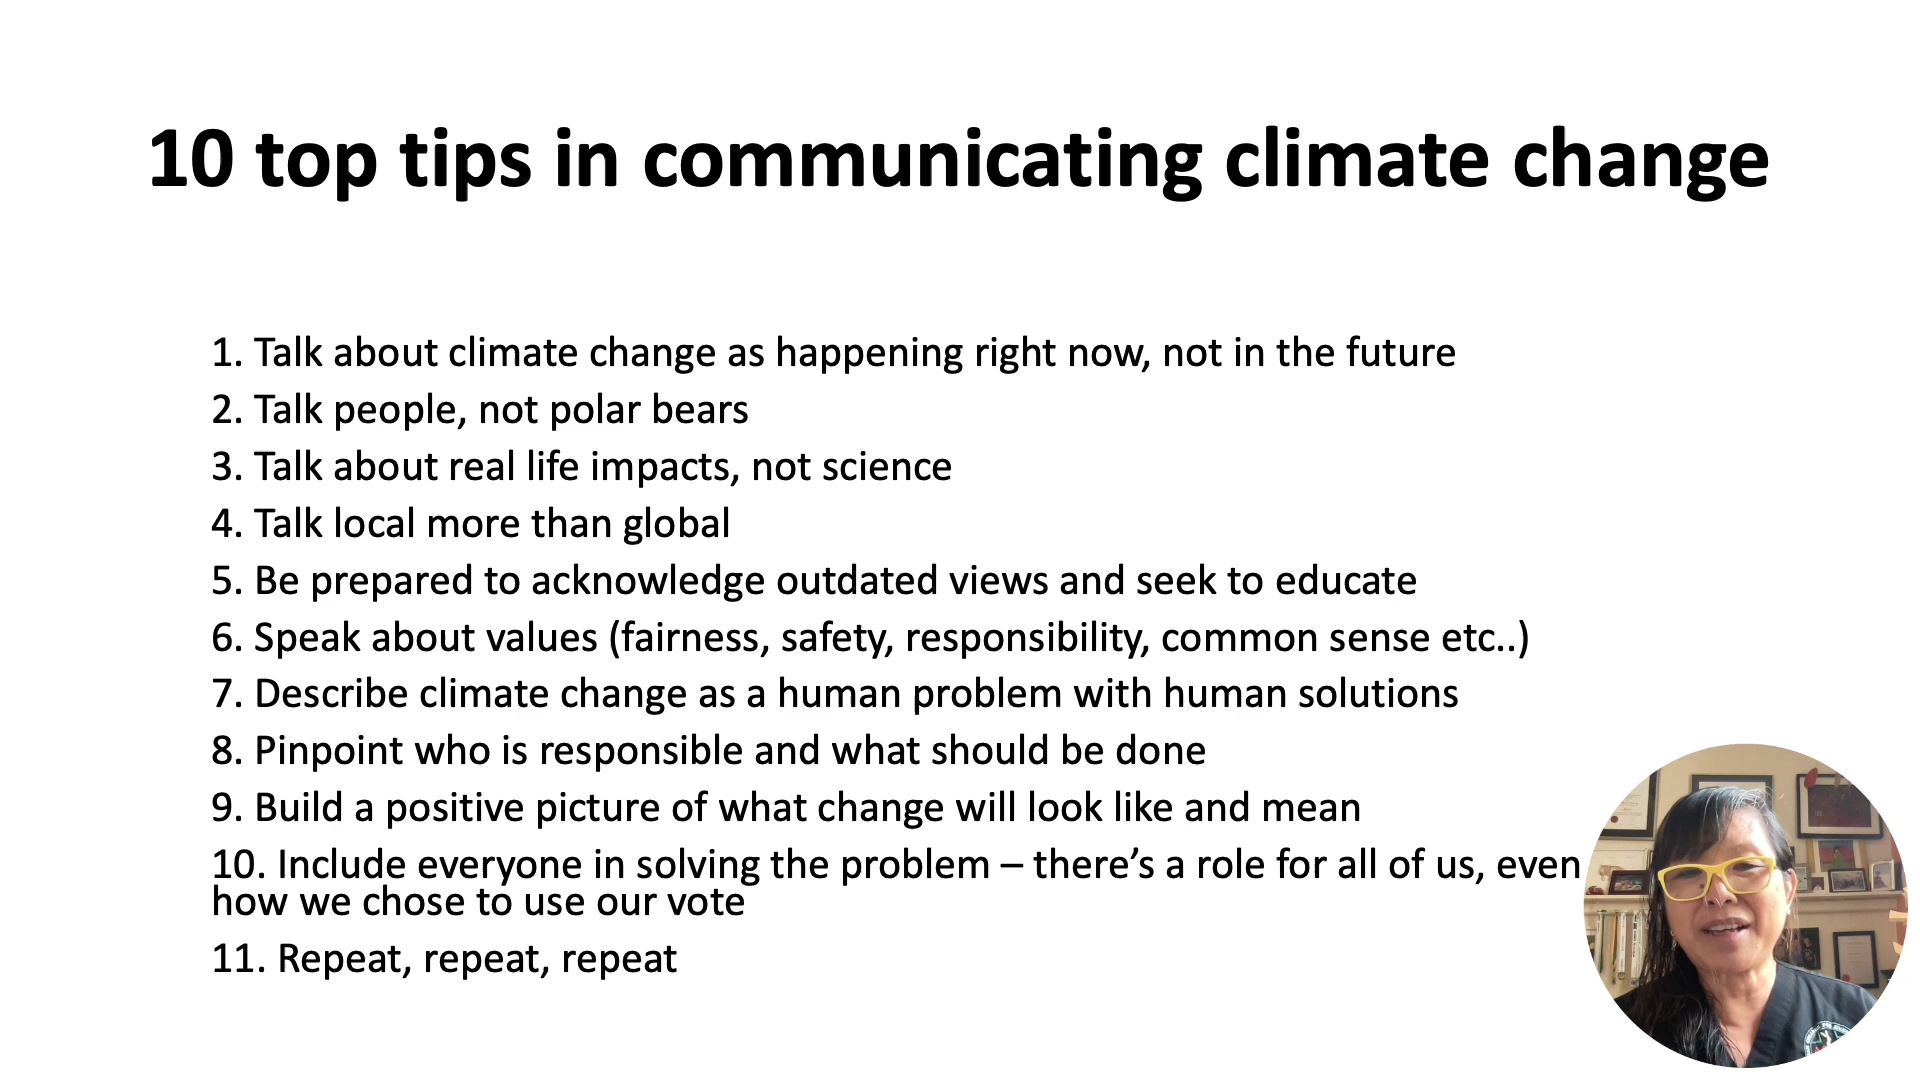 10 top tips in communicating climate change
1. Talk about climate change as happening right now, not in the future
2. Talk people, not polar bears
3. Talk about real life impacts, not science
4. Talk local more than global
5. Be prepared to acknowledge outdated views and seek to educate
6. Speak about values (fairness, safety, responsibility, common sense etc..)
7. Describe climate change as a human problem with human solutions
8. Pinpoint who is responsible and what should be done
9. Build a positive picture of what change will look like and mean
10. Include everyone in solving the problem – there’s a role for all of us, even
how we chose to use our vote
11. Repeat, repeat, repeat